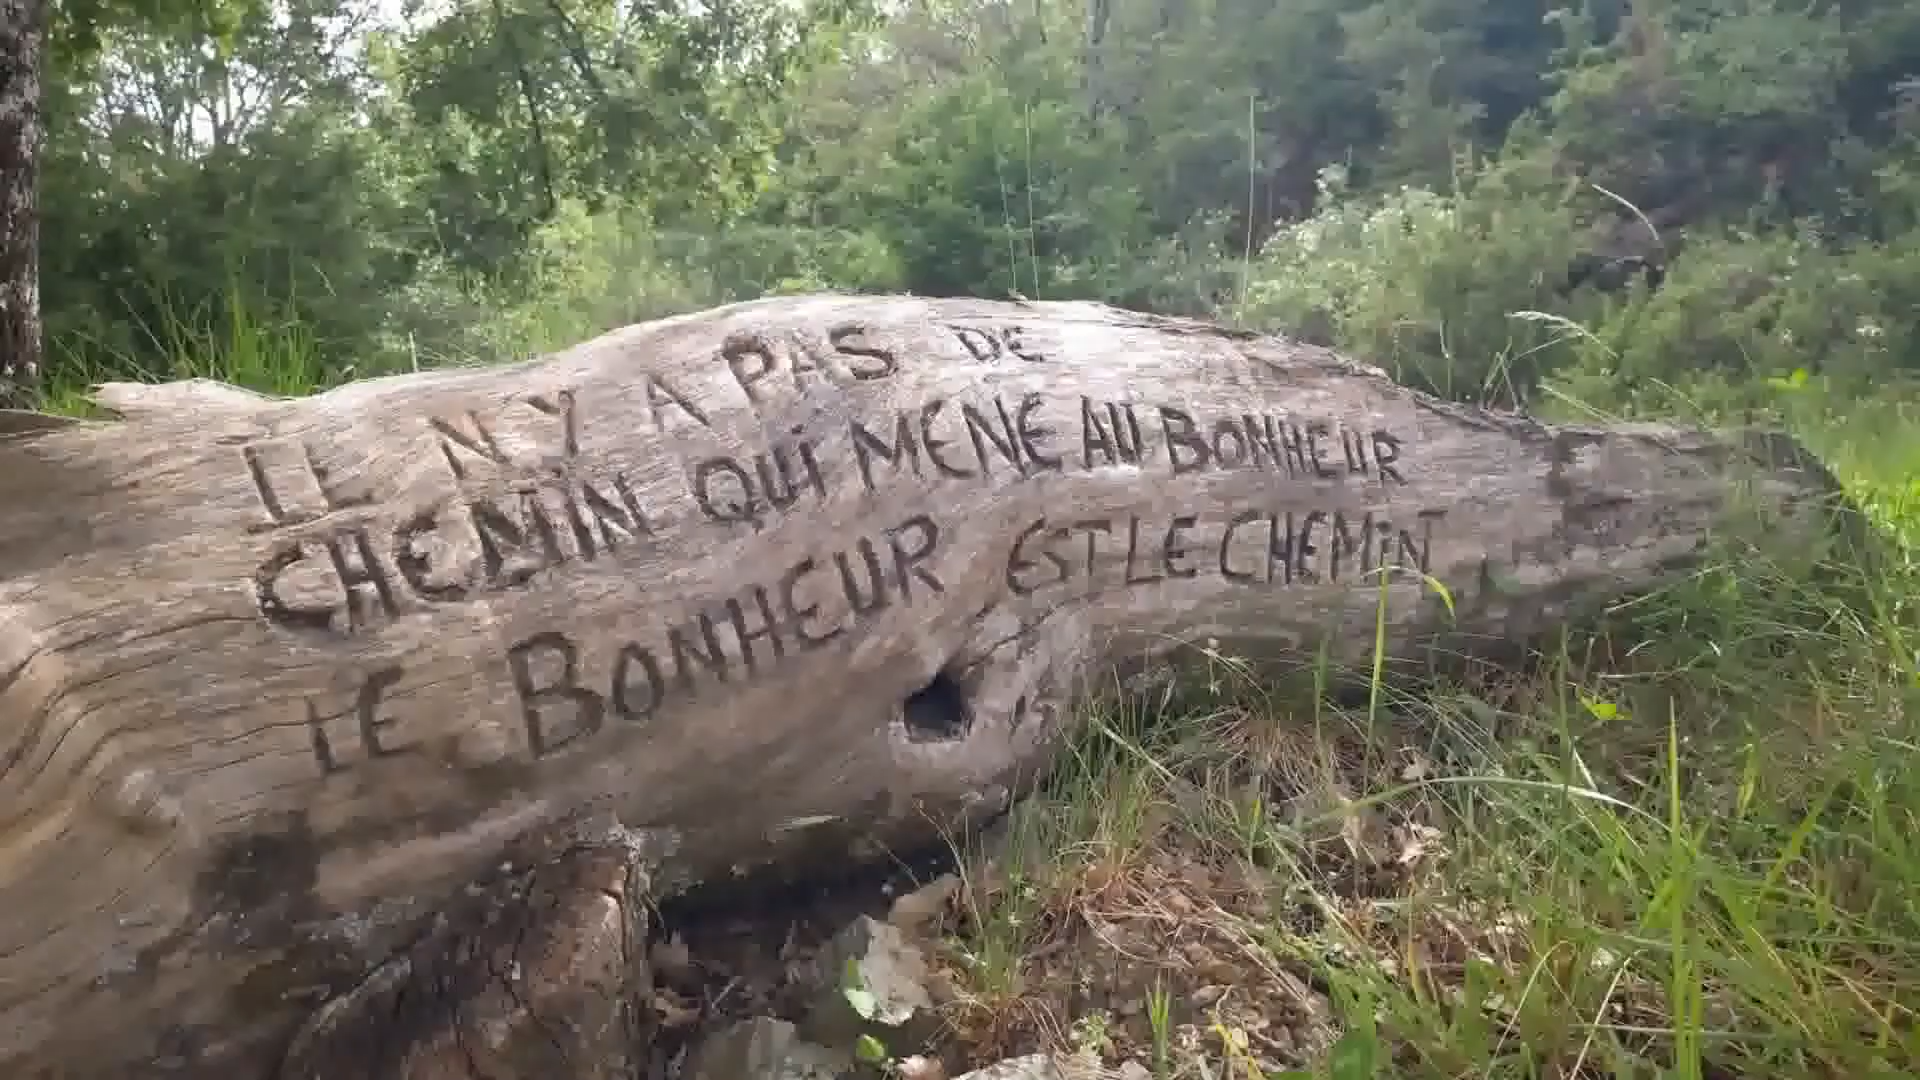 IL N Y A PAS DE
CHEMIN QUi MENE AU BONHEUR
LE BONHEUR EST LE CHEMiN